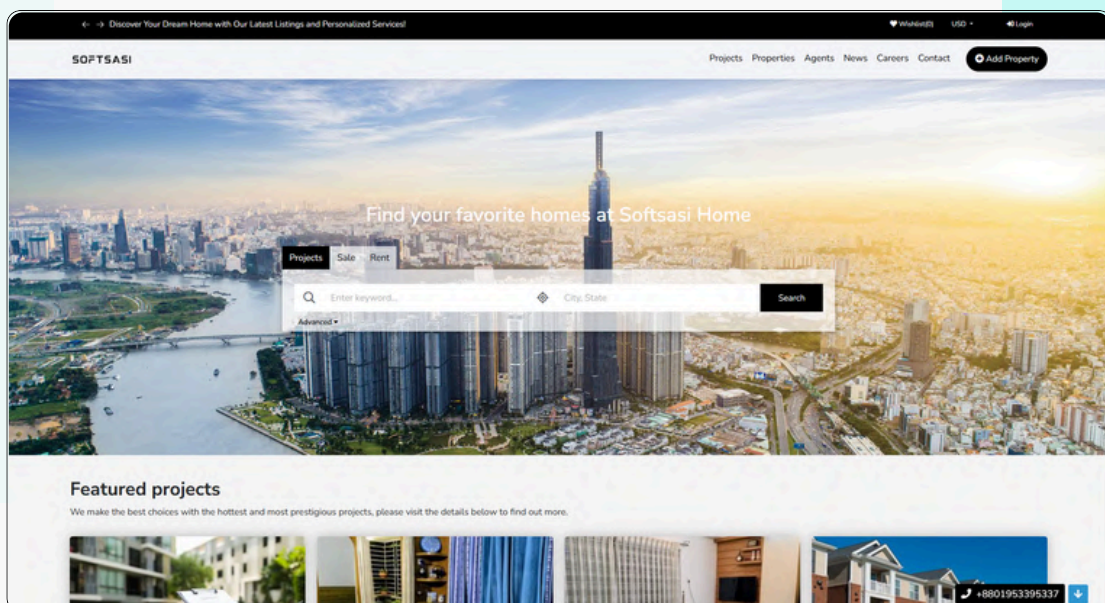 Discover Your Dream Home with Our Latest Listings and Personalized Services!
Wishlist(0) USD Login
SOFTSASI
Projects Properties Agents News Careers Contact Add Property
Find your favorite homes at Softsasi Home
Projects Sale Rent
Enter keyword... City, State Search
Advanced
Featured projects
We make the best choices with the hottest and most prestigious projects, please visit the details below to find out more.
+8801953395337